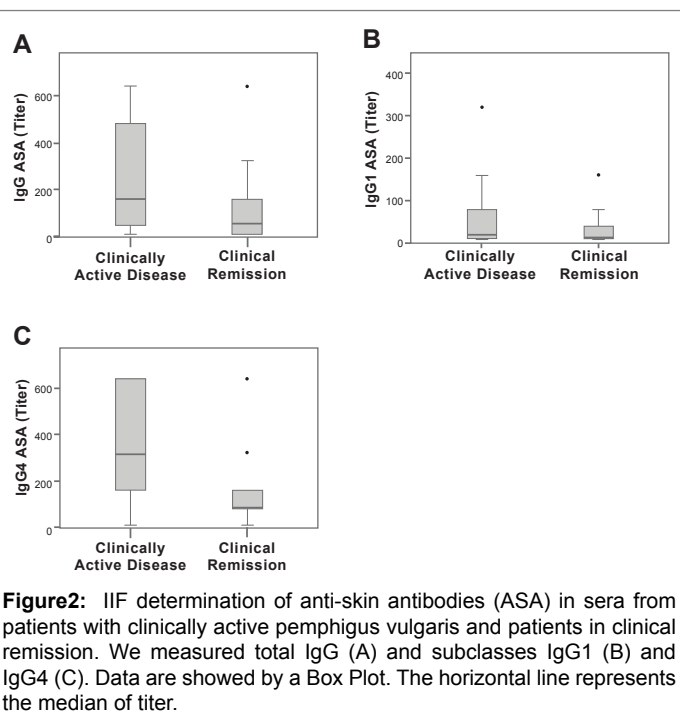 A
IgG ASA (Titer)
600
400
200
0
Clinically
Active Disease
Clinical
Remission
B
IgG1 ASA (Titer)
400
300
200
100
0
Clinically
Active Disease
Clinical
Remission
C
IgG4 ASA (Titer)
600
400
200
0
Clinically
Active Disease
Clinical
Remission
Figure2: IIF determination of anti-skin antibodies (ASA) in sera from
patients with clinically active pemphigus vulgaris and patients in clinical
remission. We measured total IgG (A) and subclasses IgG1 (B) and
IgG4 (C). Data are showed by a Box Plot. The horizontal line represents
the median of titer.